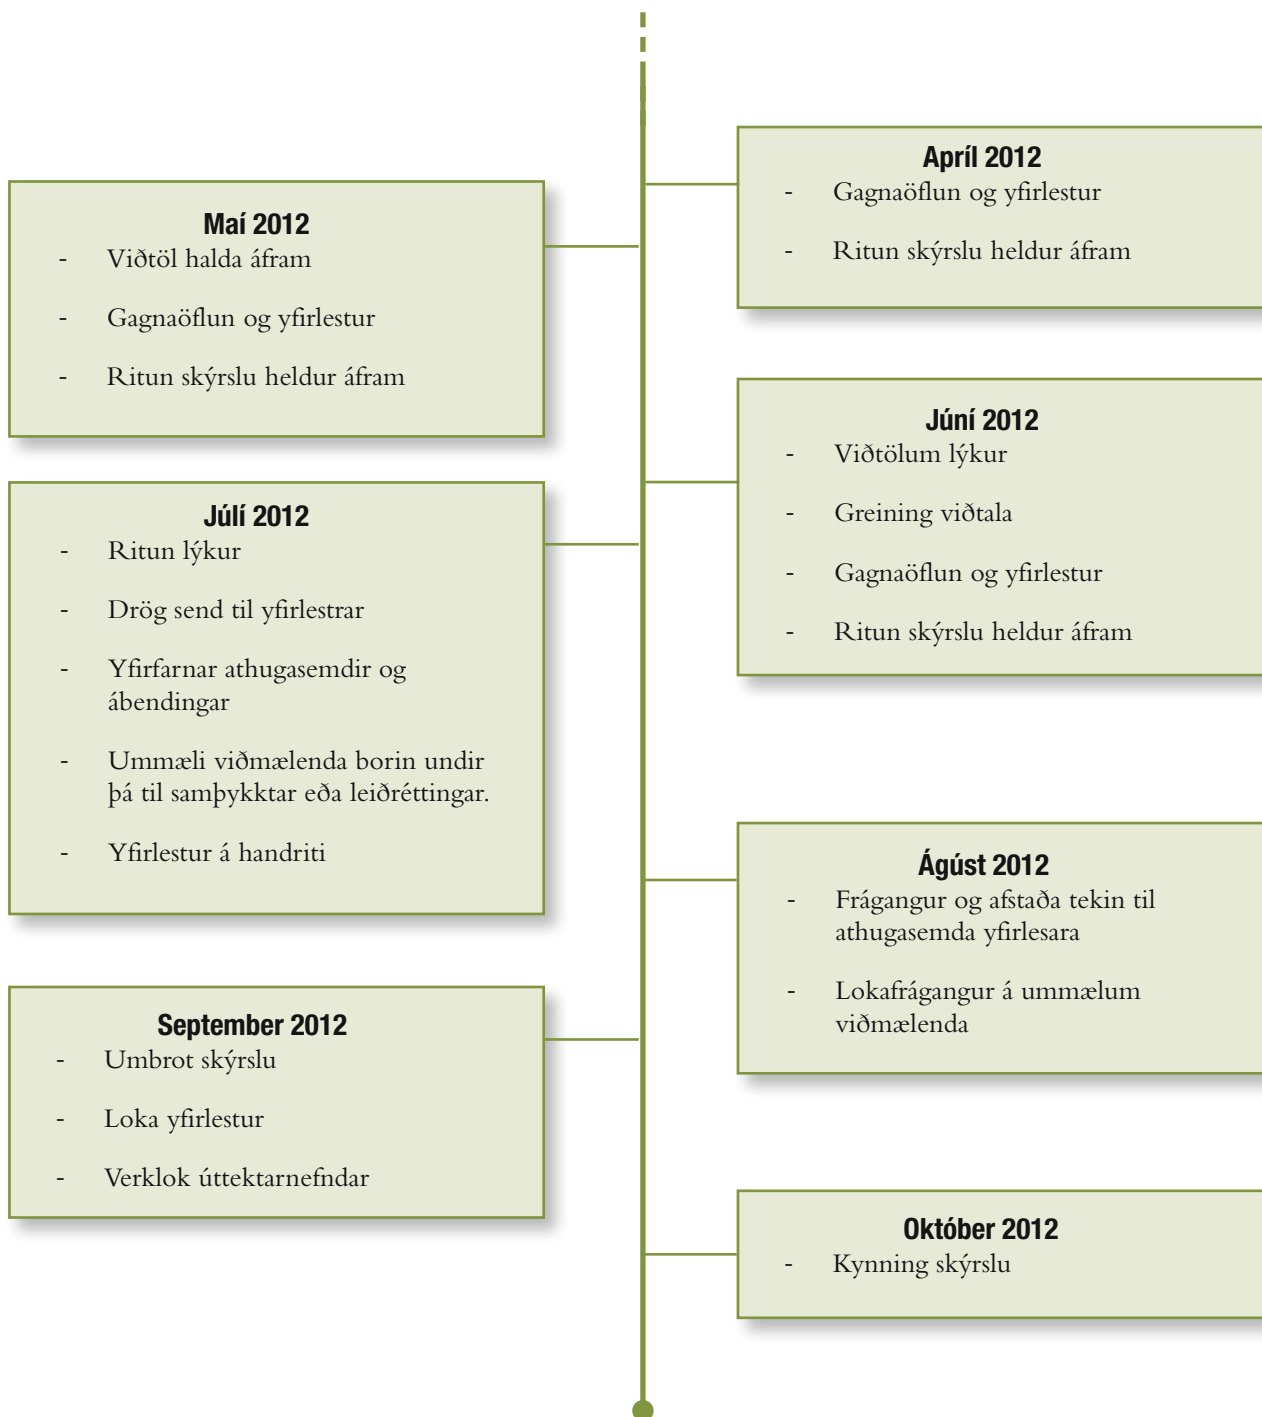 Apríl 2012
- Gagnaöflun og yfirlestur
- Ritun skýrslu heldur áfram
Maí 2012
- Viðtöl halda áfram
- Gagnaöflun og yfirlestur
- Ritun skýrslu heldur áfram
Júní 2012
- Viðtölum lýkur
- Greining viðtala
- Gagnaöflun og yfirlestur
- Ritun skýrslu heldur áfram
Júlí 2012
- Ritun lýkur
- Drög send til yfirlestrar
- Yfirfarnar athugasemdir og
ábendingar
- Ummæli viðmælenda borin undir
þá til samþykktar eða leiðréttingar.
- Yfirlestur á handriti
Ágúst 2012
- Frágangur og afstaða tekin til
athugasemda yfirlesara
- Lokafrágangur á ummælum
viðmælenda
September 2012
- Umbrot skýrslu
- Loka yfirlestur
- Verklok úttektarnefndar
Október 2012
- Kynning skýrslu